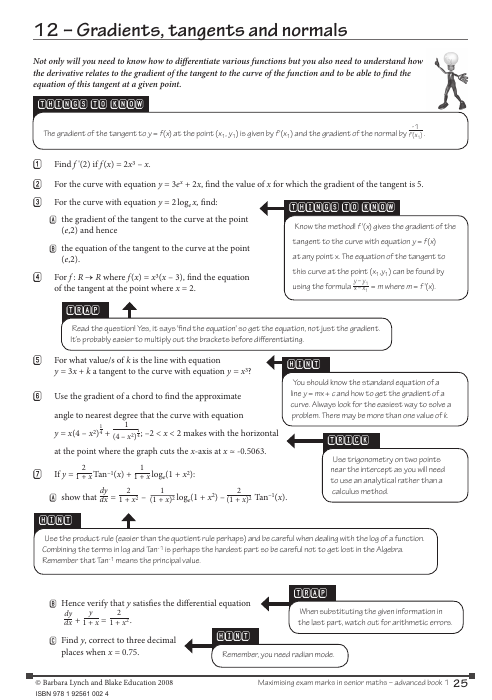 12 – Gradients, tangents and normals
Not only will you need to know how to differentiate various functions but you also need to understand how
the derivative relates to the gradient of the tangent to the curve of the function and to be able to find the
equation of this tangent at a given point.
THINGS TO KNOW
The gradient of the tangent to y = f(x) at the point (x₁, y₁) is given by f'(x₁) and the gradient of the normal by -1/f'(x₁).
1 Find f'(2) if f(x) = 2x³ – x.
2 For the curve with equation y = 3eˣ + 2x, find the value of x for which the gradient of the tangent is 5.
3 For the curve with equation y = 2logₑx, find:
A the gradient of the tangent to the curve at the point
(e,2) and hence
B the equation of the tangent to the curve at the point
(e,2).
THINGS TO KNOW
Know the method! f'(x) gives the gradient of the
tangent to the curve with equation y = f(x)
at any point x. The equation of the tangent to
this curve at the point (x₁,y₁) can be found by
using the formula (y – y₁)/(x – x₁) = m where m = f'(x).
4 For f : R → R where f(x) = x³(x – 3), find the equation
of the tangent at the point where x = 2.
TRAP
Read the question! Yes, it says 'find the equation' so get the equation, not just the gradient.
It's probably easier to multiply out the brackets before differentiating.
5 For what value/s of k is the line with equation
y = 3x + k a tangent to the curve with equation y = x³?
HINT
You should know the standard equation of a
line y = mx + c and how to get the gradient of a
curve. Always look for the easiest way to solve a
problem. There may be more than one value of k.
6 Use the gradient of a chord to find the approximate
angle to nearest degree that the curve with equation
y = x(4 – x²)^¼ + 1/(4 – x²)^; –2 < x < 2 makes with the horizontal
at the point where the graph cuts the x-axis at x ≈ -0.5063.
TRICK
Use trigonometry on two points
near the intercept as you will need
to use an analytical rather than a
calculus method.
7 If y = 2/(1 + x) Tan⁻¹(x) + 1/(1 + x) logₑ(1 + x²):
A show that dy/dx = 2/(1 + x²) – 1/(1 + x)² logₑ(1 + x²) – 2/(1 + x)² Tan⁻¹(x).
HINT
Use the product rule (easier than the quotient rule perhaps) and be careful when dealing with the log of a function.
Combining the terms in log and Tan⁻¹ is perhaps the hardest part so be careful not to get lost in the Algebra.
Remember that Tan⁻¹ means the principal value.
B Hence verify that y satisfies the differential equation
dy/dx + y/(1 + x) = 2/(1 + x²).
TRAP
When substituting the given information in
the last part, watch out for arithmetic errors.
C Find y, correct to three decimal
places when x = 0.75.
HINT
Remember, you need radian mode.
© Barbara Lynch and Blake Education 2008
Maximising exam marks in senior maths – advanced book 1 25
ISBN 978 1 92561 002 4